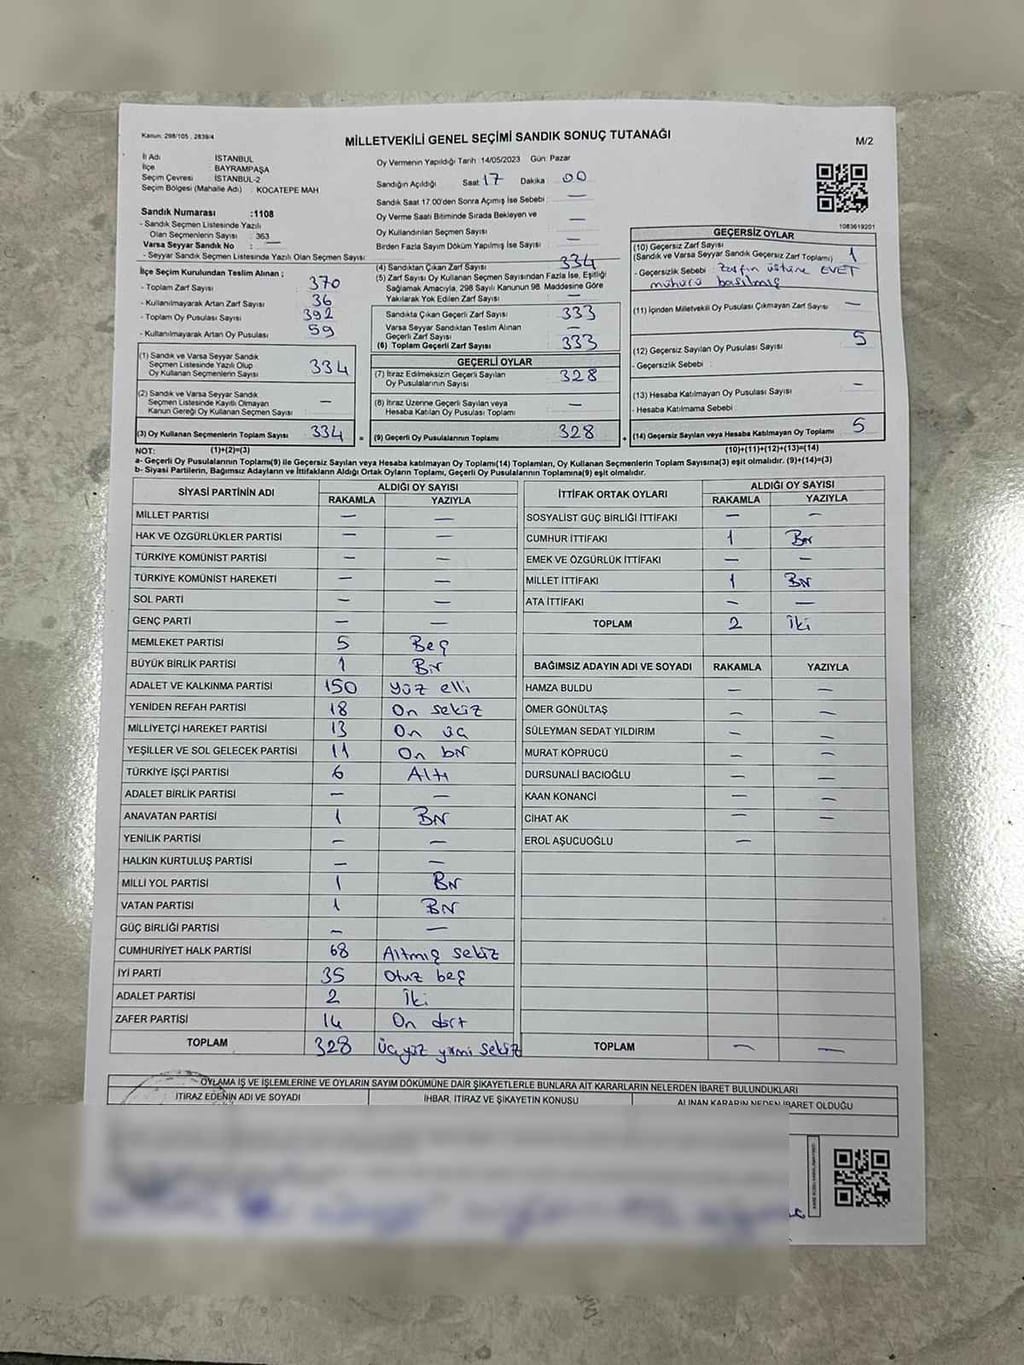 Kanun: 298/105, 2839/4
MİLLETVEKİLİ GENEL SEÇİMİ SANDIK SONUÇ TUTANAĞI
M/2
İl Adı : İSTANBUL
İlçe : BAYRAMPAŞA
Seçim Çevresi : İSTANBUL-2
Seçim Bölgesi (Mahalle Adı) : KOCATEPE MAH
Sandık Numarası :1108
- Sandık Seçmen Listesinde Yazılı
Olan Seçmenlerin Sayısı : 363
Varsa Seyyar Sandık No : —
- Seyyar Sandık Seçmen Listesinde Yazılı Olan Seçmen Sayısı:
İlçe Seçim Kurulundan Teslim Alınan ;
- Toplam Zarf Sayısı 370
- Kullanılmayarak Artan Zarf Sayısı 36
- Toplam Oy Pusulası Sayısı 392
- Kullanılmayarak Artan Oy Pusulası 59
(1) Sandık ve Varsa Seyyar Sandık
Seçmen Listesinde Yazılı Olup
Oy Kullanan Seçmenlerin Sayısı 334
(2) Sandık ve Varsa Seyyar Sandık
Seçmen Listesinde Kayıtlı Olmayan
Kanun Gereği Oy Kullanan Seçmen Sayısı —
(3) Oy Kullanan Seçmenlerin Toplam Sayısı 334
Oy Vermenin Yapıldığı Tarih :14/05/2023 Gün: Pazar
Sandığın Açıldığı Saat 17 Dakika 00
Sandık Saat 17.00'den Sonra Açılmış İse Sebebi : —
Oy Verme Saati Bitiminde Sırada Bekleyen ve
Oy Kullandırılan Seçmen Sayısı —
Birden Fazla Sayım Döküm Yapılmış İse Sayısı —
(4) Sandıktan Çıkan Zarf Sayısı 334
(5) Zarf Sayısı Oy Kullanan Seçmen Sayısından Fazla İse, Eşitliği
Sağlamak Amacıyla, 298 Sayılı Kanunun 98. Maddesine Göre
Yakılarak Yok Edilen Zarf Sayısı —
Sandıkta Çıkan Geçerli Zarf Sayısı 333
Varsa Seyyar Sandıktan Teslim Alınan
Geçerli Zarf Sayısı —
(6) Toplam Geçerli Zarf Sayısı 333
GEÇERLİ OYLAR
(7) İtiraz Edilmeksizin Geçerli Sayılan
Oy Pusulalarının Sayısı 328
(8) İtiraz Üzerine Geçerli Sayılan veya
Hesaba Katılan Oy Pusulası Toplamı —
= (9) Geçerli Oy Pusulalarının Toplamı 328 +
1083619201
GEÇERSİZ OYLAR
(10) Geçersiz Zarf Sayısı
(Sandık ve Varsa Seyyar Sandık Geçersiz Zarf Toplamı) 1
- Geçersizlik Sebebi : Zarfın üstüne EVET
mühürü basılmış
(11) İçinden Milletvekili Oy Pusulası Çıkmayan Zarf Sayısı —
(12) Geçersiz Sayılan Oy Pusulası Sayısı 5
- Geçersizlik Sebebi :
(13) Hesaba Katılmayan Oy Pusulası Sayısı —
- Hesaba Katılmama Sebebi
(14) Geçersiz Sayılan veya Hesaba Katılmayan Oy Toplamı 5
NOT: (1)+(2)=(3) (10)+(11)+(12)+(13)=(14)
a- Geçerli Oy Pusulalarının Toplamı(9) ile Geçersiz Sayılan veya Hesaba katılmayan Oy Toplamı(14) Toplamları, Oy Kullanan Seçmenlerin Toplam Sayısına(3) eşit olmalıdır. (9)+(14)=(3)
b- Siyasi Partilerin, Bağımsız Adayların ve İttifakların Aldığı Ortak Oyların Toplamı, Geçerli Oy Pusulalarının Toplamına(9) eşit olmalıdır.
SİYASİ PARTİNİN ADI ALDIĞI OY SAYISI
RAKAMLA YAZIYLA
MİLLET PARTİSİ — —
HAK VE ÖZGÜRLÜKLER PARTİSİ — —
TÜRKİYE KOMÜNİST PARTİSİ — —
TÜRKİYE KOMÜNİST HAREKETİ — —
SOL PARTİ — —
GENÇ PARTİ — —
MEMLEKET PARTİSİ 5 Beş
BÜYÜK BİRLİK PARTİSİ 1 Bir
ADALET VE KALKINMA PARTİSİ 150 yüz elli
YENİDEN REFAH PARTİSİ 18 On sekiz
MİLLİYETÇİ HAREKET PARTİSİ 13 On üç
YEŞİLLER VE SOL GELECEK PARTİSİ 11 On bir
TÜRKİYE İŞÇİ PARTİSİ 6 Altı
ADALET BİRLİK PARTİSİ — —
ANAVATAN PARTİSİ 1 Bir
YENİLİK PARTİSİ — —
HALKIN KURTULUŞ PARTİSİ — —
MİLLİ YOL PARTİSİ 1 Bir
VATAN PARTİSİ 1 Bir
GÜÇ BİRLİĞİ PARTİSİ — —
CUMHURİYET HALK PARTİSİ 68 Altmış sekiz
İYİ PARTİ 35 Otuz beş
ADALET PARTİSİ 2 İki
ZAFER PARTİSİ 14 On dört
TOPLAM 328 üçyüz yirmi sekiz
İTTİFAK ORTAK OYLARI ALDIĞI OY SAYISI
RAKAMLA YAZIYLA
SOSYALİST GÜÇ BİRLİĞİ İTTİFAKI — —
CUMHUR İTTİFAKI 1 Bir
EMEK VE ÖZGÜRLÜK İTTİFAKI — —
MİLLET İTTİFAKI 1 Bir
ATA İTTİFAKI — —
TOPLAM 2 İki
BAĞIMSIZ ADAYIN ADI VE SOYADI RAKAMLA YAZIYLA
HAMZA BULDU — —
ÖMER GÖNÜLTAŞ — —
SÜLEYMAN SEDAT YILDIRIM — —
MURAT KÖPRÜCÜ — —
DURSUNALİ BACIOĞLU — —
KAAN KONANCİ — —
CİHAT AK — —
EROL AŞUCUOĞLU —
TOPLAM — —
OYLAMA İŞ VE İŞLEMLERİNE VE OYLARIN SAYIM DÖKÜMÜNE DAİR ŞİKAYETLERLE BUNLARA AİT KARARLARIN NELERDEN İBARET BULUNDUKLARI
İTİRAZ EDENİN ADI VE SOYADI İHBAR, İTİRAZ VE ŞİKAYETİN KONUSU ALINAN KARARIN NEDEN İBARET OLDUĞU